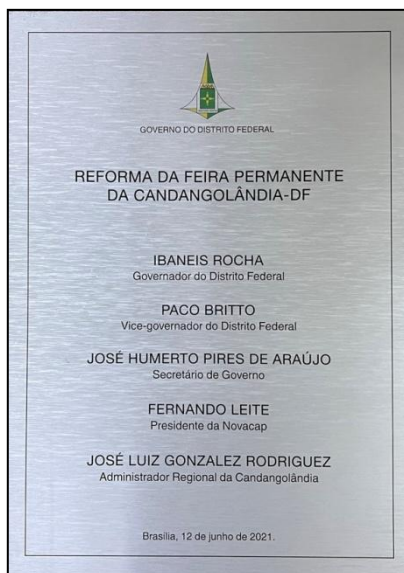 GOVERNO DO DISTRITO FEDERAL
REFORMA DA FEIRA PERMANENTE
DA CANDANGOLÂNDIA-DF
IBANEIS ROCHA
Governador do Distrito Federal
PACO BRITTO
Vice-governador do Distrito Federal
JOSÉ HUMERTO PIRES DE ARAÚJO
Secretário de Governo
FERNANDO LEITE
Presidente da Novacap
JOSÉ LUIZ GONZALEZ RODRIGUEZ
Administrador Regional da Candangolândia
Brasília, 12 de junho de 2021.